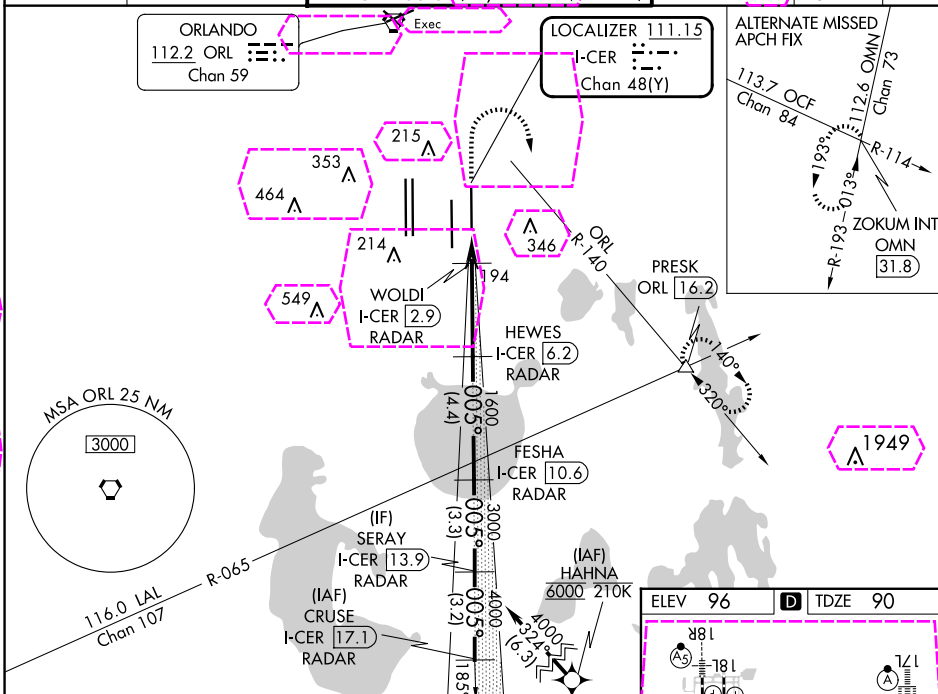 ORLANDO
112.2 ORL
Chan 59
Exec
LOCALIZER 111.15
I-CER
Chan 48(Y)
ALTERNATE MISSED
APCH FIX
113.7 OCF
Chan 84
112.6 OMN
Chan 73
R-114
193°
013°
R-193
ZOKUM INT
OMN
31.8
215
353
464
214
346
549
194
ORL
R-140
WOLDI
I-CER 2.9
RADAR
PRESK
ORL 16.2
HEWES
I-CER 6.2
RADAR
140°
320°
MSA ORL 25 NM
3000
1600
005°
(4.4)
1949
FESHA
I-CER 10.6
RADAR
3000
005°
(3.3)
(IF)
SERAY
I-CER 13.9
RADAR
(IAF)
HAHNA
6000 210K
R-065
116.0 LAL
Chan 107
(IAF)
CRUSE
I-CER 17.1
RADAR
4000
005°
(3.2)
4000
324°
(6.3)
185°
ELEV 96 D TDZE 90
18R
A5
18L
17L
A